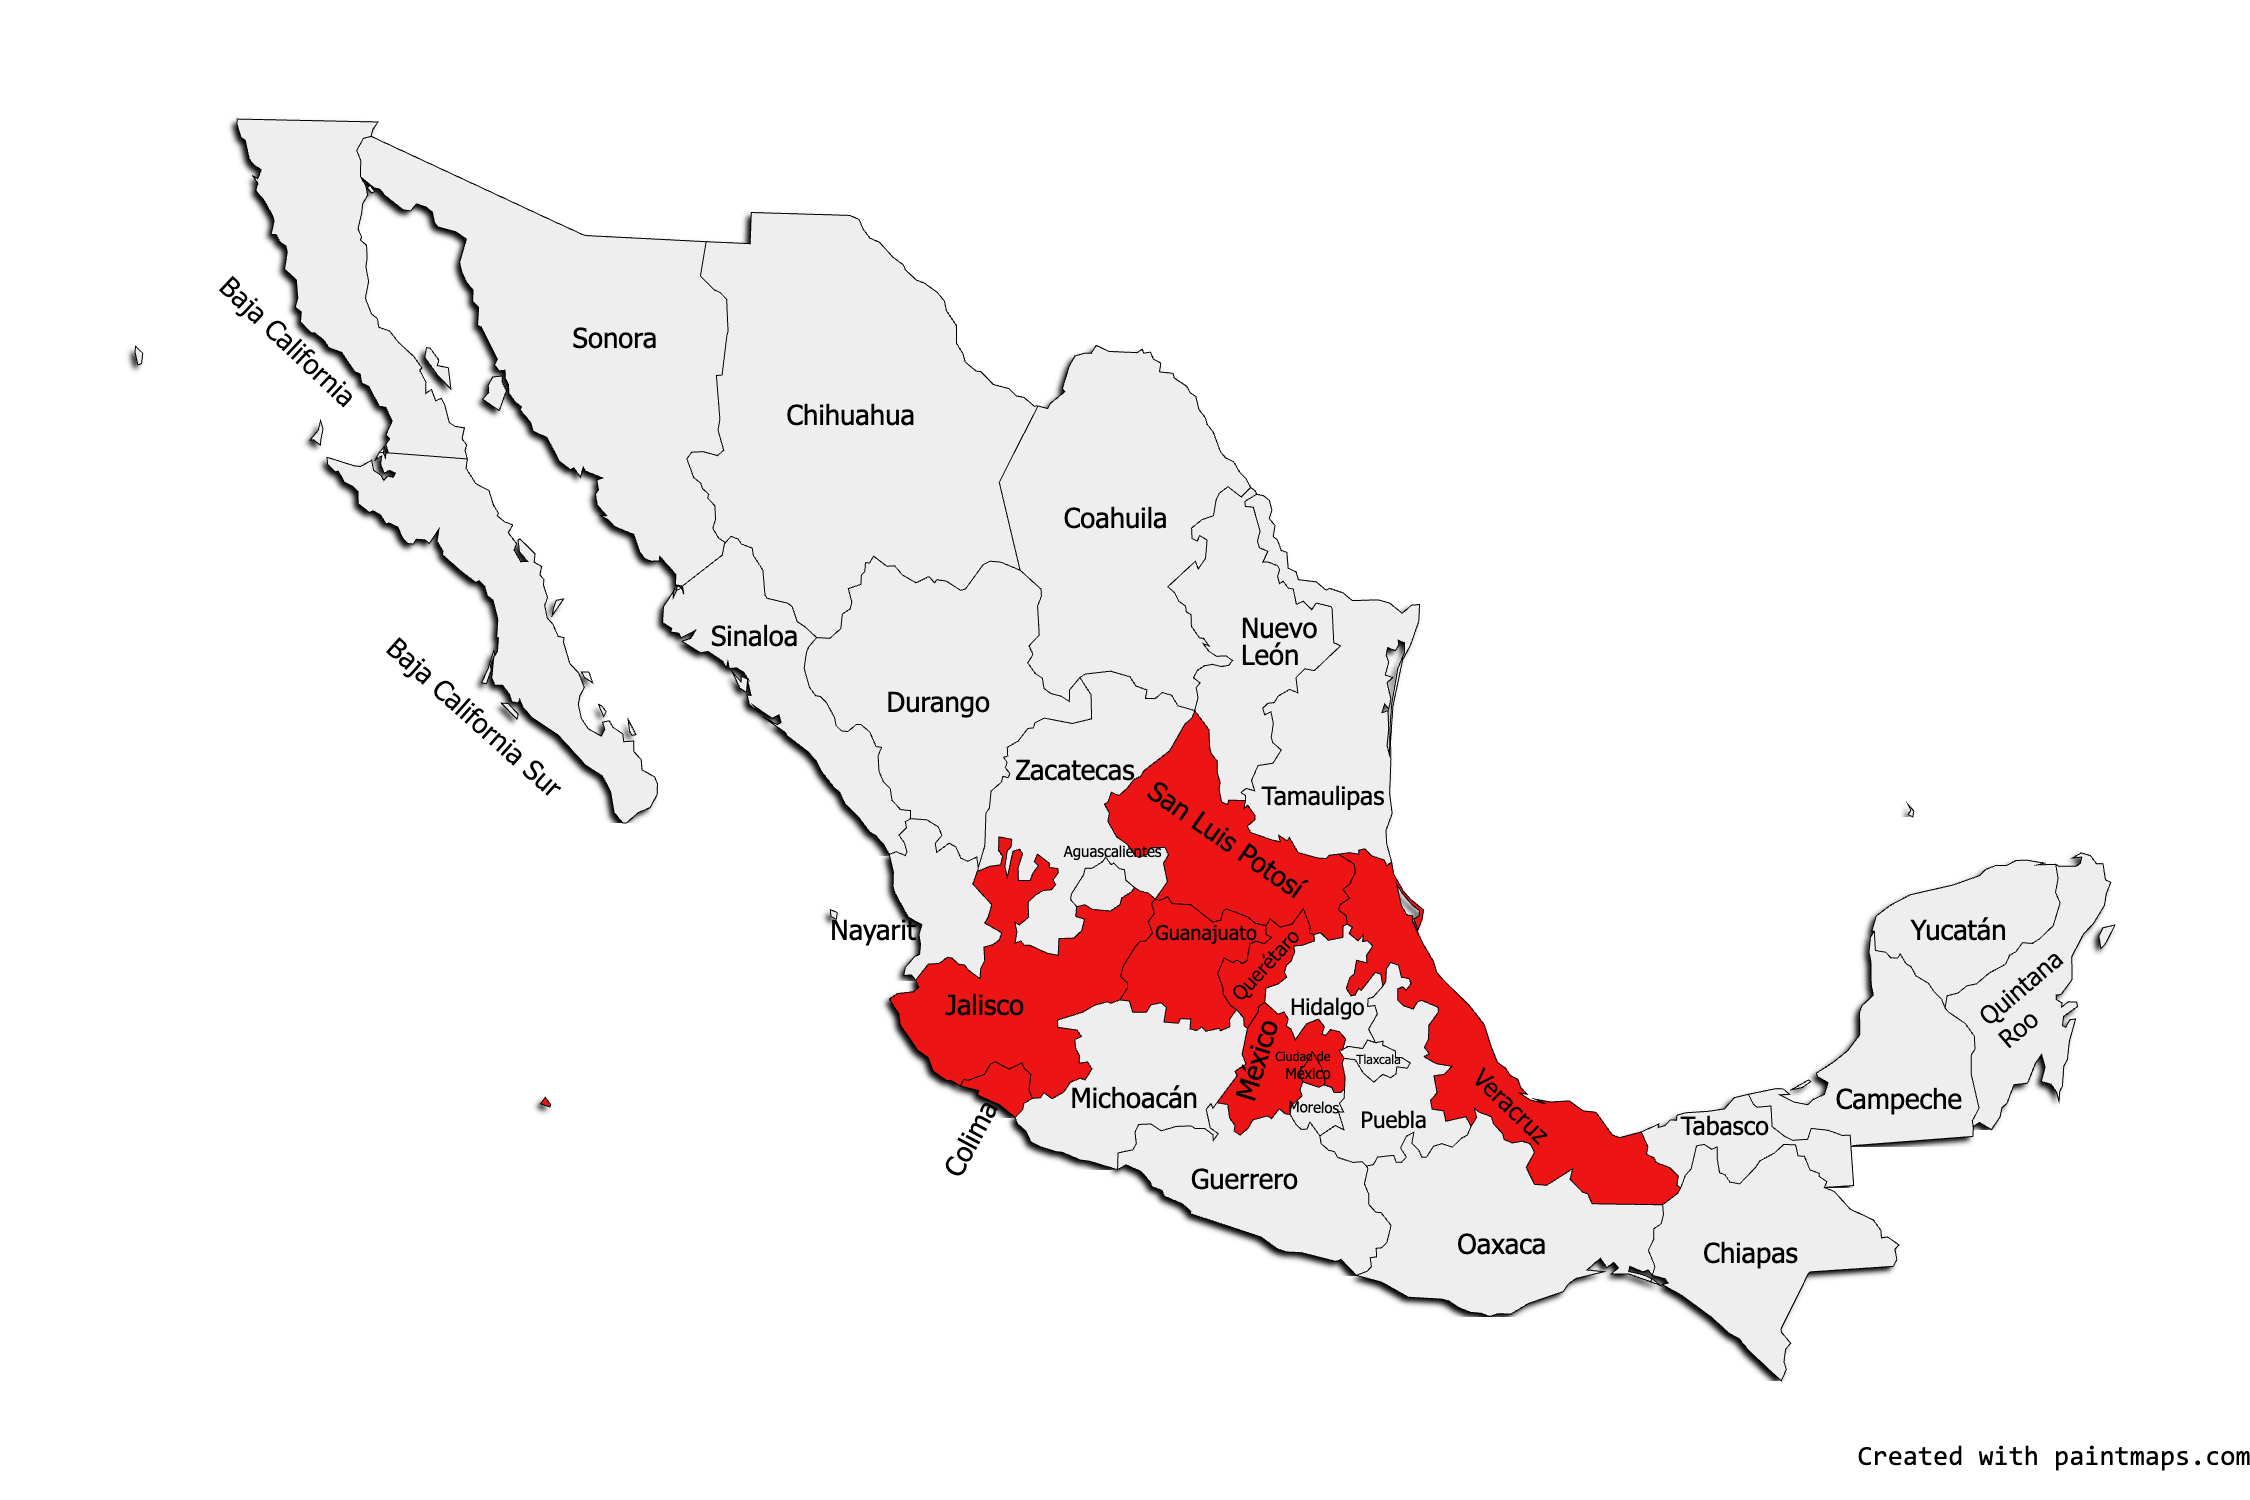 Baja California
Sonora
Chihuahua
Coahuila
Nuevo
León
Sinaloa
Baja California Sur
Durango
Zacatecas
San Luis Potosí
Tamaulipas
Aguascalientes
Nayarit
Guanajuato
Querétaro
Yucatán
Quintana
Roo
Jalisco
Hidalgo
México
Ciudad de
México
Tlaxcala
Veracruz
Michoacán
Morelos
Puebla
Colima
Campeche
Tabasco
Guerrero
Oaxaca
Chiapas
Created with paintmaps.com